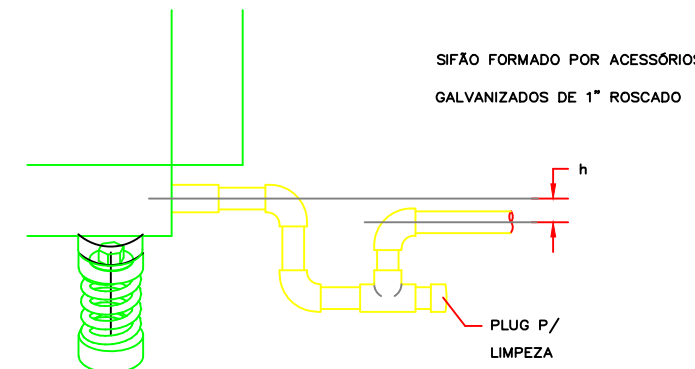 SIFÃO FORMADO POR ACESSÓRIOS
GALVANIZADOS DE 1" ROSCADO
h
PLUG P/
LIMPEZA